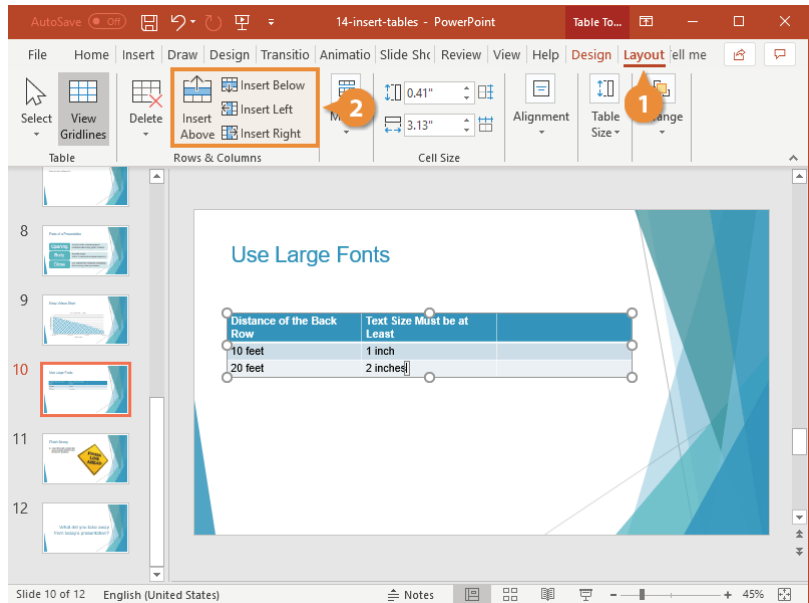 AutoSave Off 14-insert-tables - PowerPoint Table To...
File Home Insert Draw Design Transitio Animatio Slide Shc Review View Help Design Layout ell me
Select
View
Gridlines
Delete
Insert
Above
Insert Below
Insert Left
Insert Right
2
M
0.41"
3.13"
Alignment
Table
Size
1
ange
Table Rows & Columns Cell Size
8
9
10
11
12
Use Large Fonts
Distance of the Back Row
Text Size Must be at Least
10 feet 1 inch
20 feet 2 inches
Slide 10 of 12 English (United States) Notes 45%